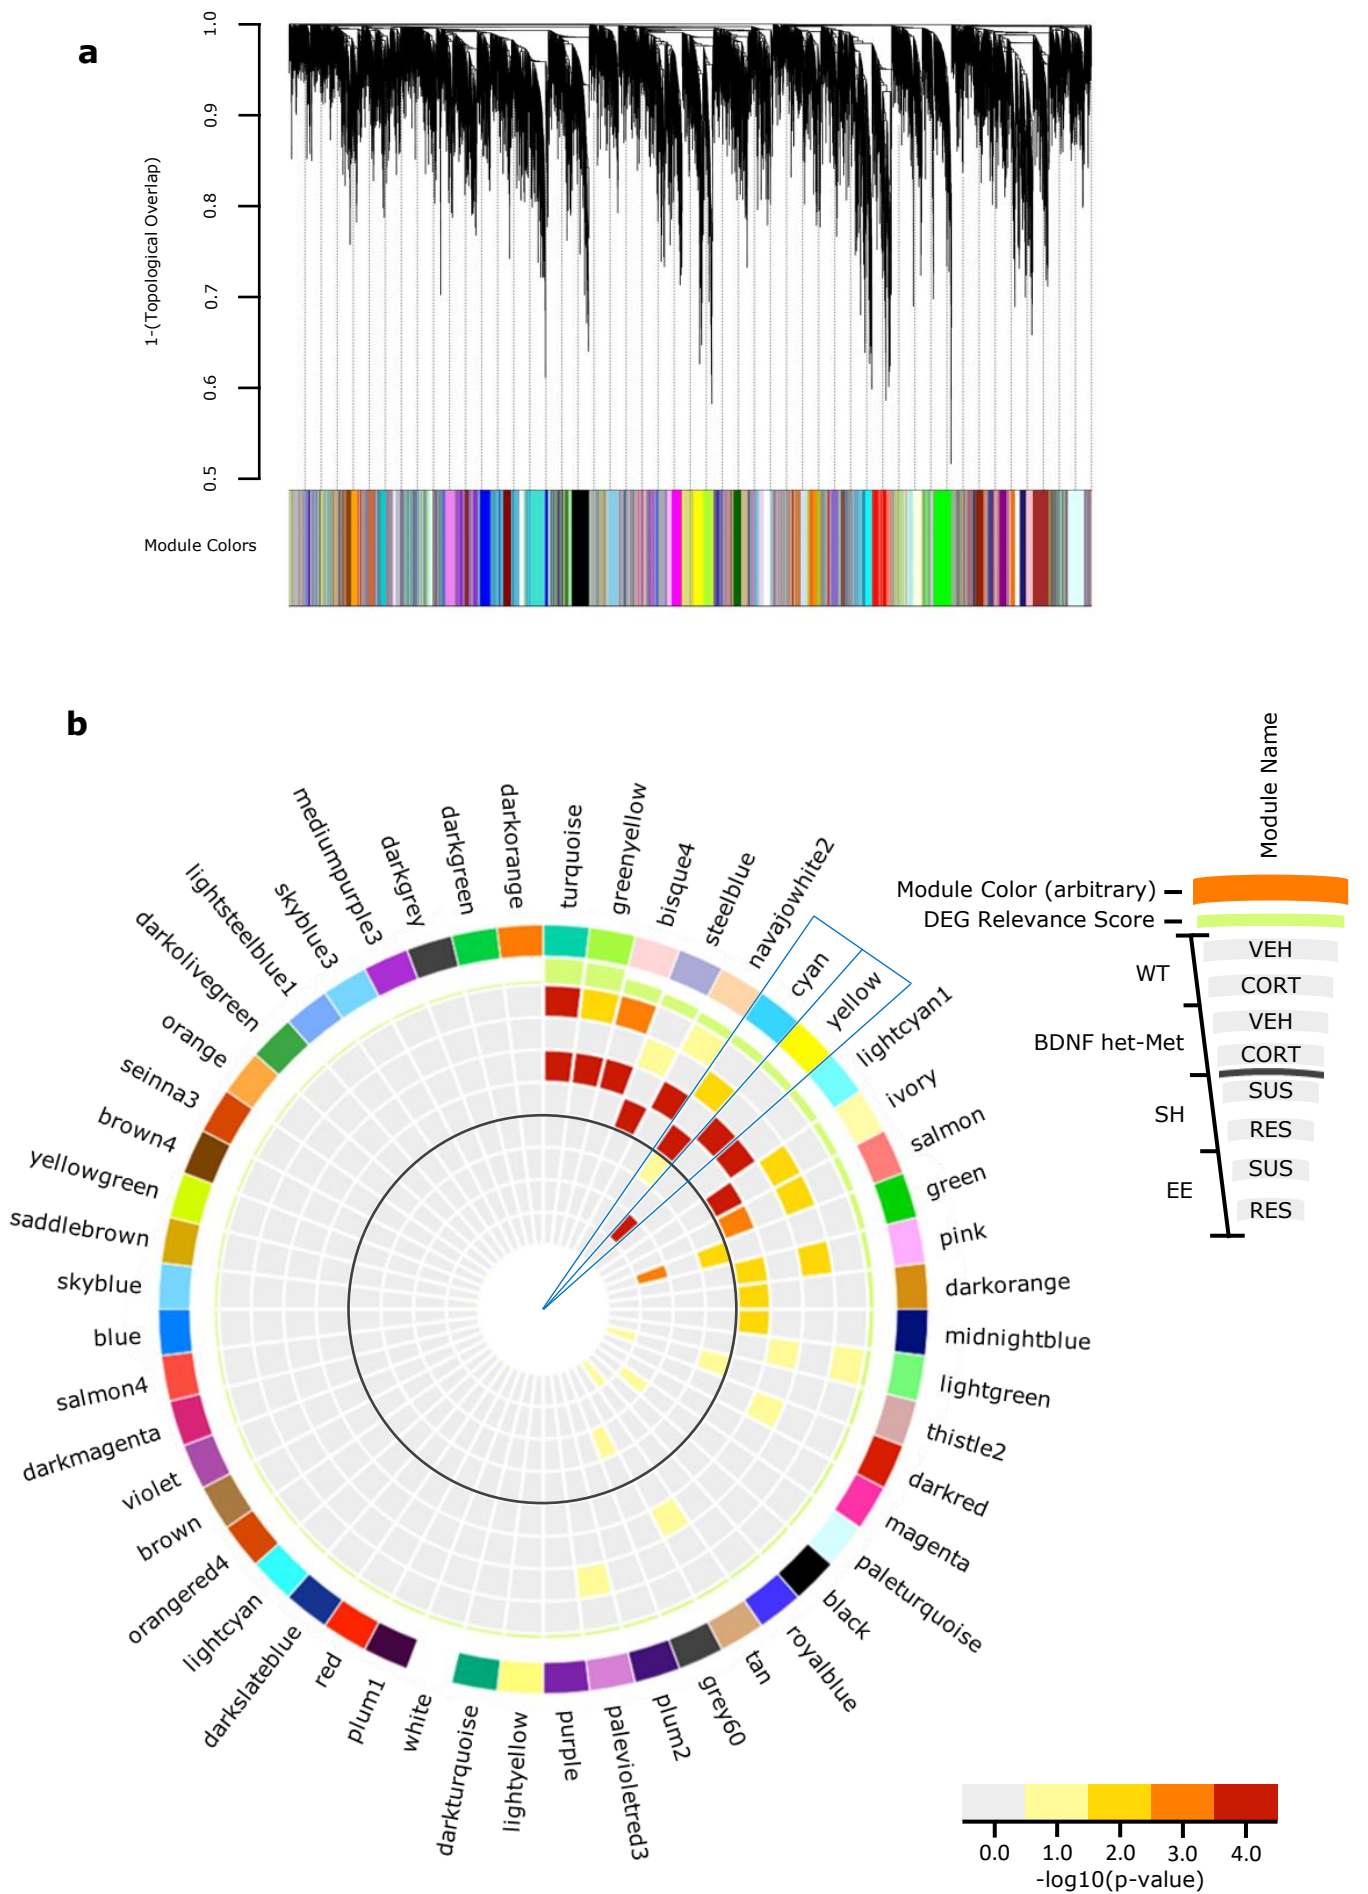 a
1.0
0.9
0.8
0.7
0.6
0.5
1-(Topological Overlap)
Module Colors
b
turquoise
greenyellow
bisque4
steelblue
navajowhite2
cyan
yellow
lightcyan1
ivory
salmon
green
pink
darkorange
midnightblue
lightgreen
thistle2
darkred
magenta
paleturquoise
black
royalblue
tan
grey60
plum2
palevioletred3
purple
lightyellow
darkturquoise
white
plum1
red
darkslateblue
lightcyan
orangered4
brown
violet
darkmagenta
salmon4
blue
skyblue
saddlebrown
yellowgreen
brown4
seinna3
orange
darkolivegreen
lightsteelblue1
skyblue3
mediumpurple3
darkgrey
darkgreen
darkorange
Module Name
Module Color (arbitrary)
DEG Relevance Score
WT
VEH
CORT
BDNF het-Met
VEH
CORT
SH
SUS
RES
EE
SUS
RES
0.0 1.0 2.0 3.0 4.0
-log10(p-value)